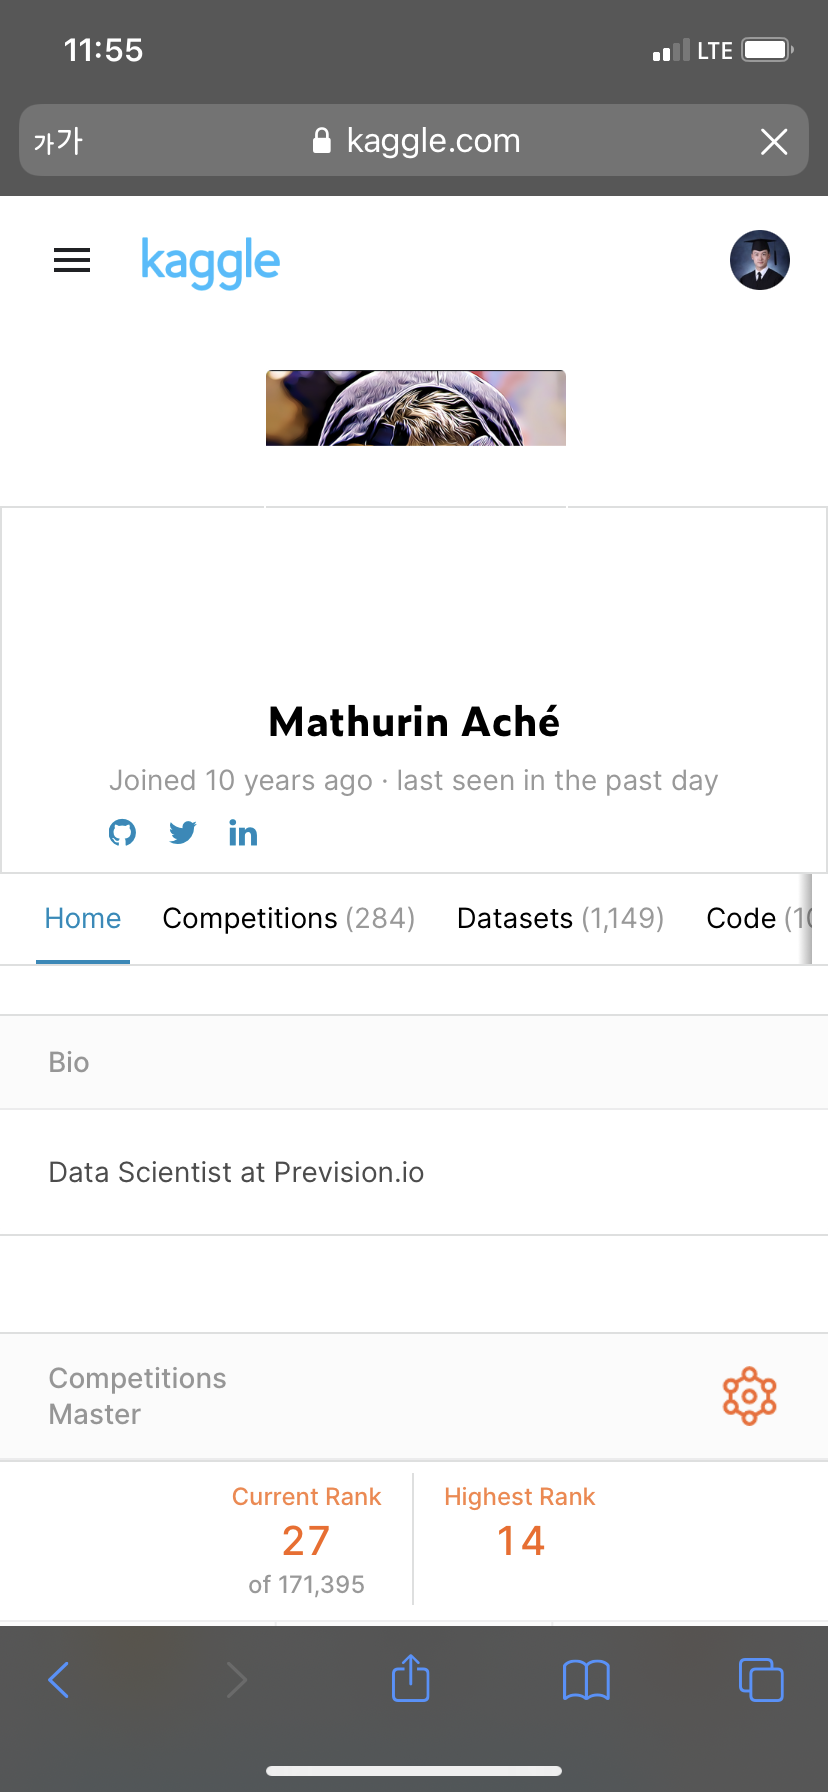 11:55
LTE
가가
kaggle.com
kaggle
Mathurin Aché
Joined 10 years ago · last seen in the past day
Home Competitions (284) Datasets (1,149) Code
Bio
Data Scientist at Prevision.io
Competitions
Master
Current Rank Highest Rank
27 14
of 171,395